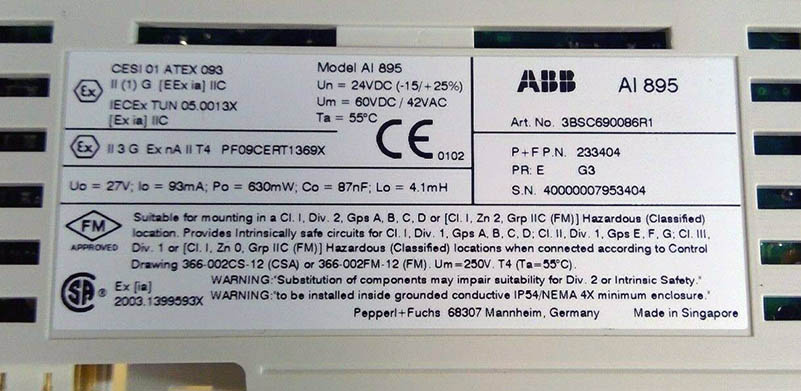 CESI 01 ATEX 093
II (1) G [EEx ia] IIC
IECEx TUN 05.0013X
[Ex ia] IIC
Ex
Model AI 895
Un = 24VDC (-15/+25%)
Um = 60VDC / 42VAC
Ta = 55°C
CE 0102
Ex II 3 G Ex nA II T4 PF09CERT1369X
Uo = 27V; Io = 93mA; Po = 630mW; Co = 87nF; Lo = 4.1mH
ABB AI 895
Art. No. 3BSC690086R1
P+F P.N. 233404
PR: E G3
S.N. 40000007953404
FM
APPROVED
Suitable for mounting in a Cl. I, Div. 2, Gps A, B, C, D or [Cl. I, Zn 2, Grp IIC (FM)] Hazardous (Classified)
location. Provides Intrinsically safe circuits for Cl. I, Div. 1, Gps A, B, C, D; Cl. II, Div. 1, Gps E, F, G; Cl. III,
Div. 1 or [Cl. I, Zn 0, Grp IIC (FM)] Hazardous (Classified) locations when connected according to Control
Drawing 366-002CS-12 (CSA) or 366-002FM-12 (FM). Um=250V. T4 (Ta=55°C).
SA ®
Ex [ia]
2003.1399593X
WARNING:"Substitution of components may impair suitability for Div. 2 or Intrinsic Safety."
WARNING:"to be installed inside grounded conductive IP54/NEMA 4X minimum enclosure."
Pepperl+Fuchs 68307 Mannheim, Germany Made in Singapore